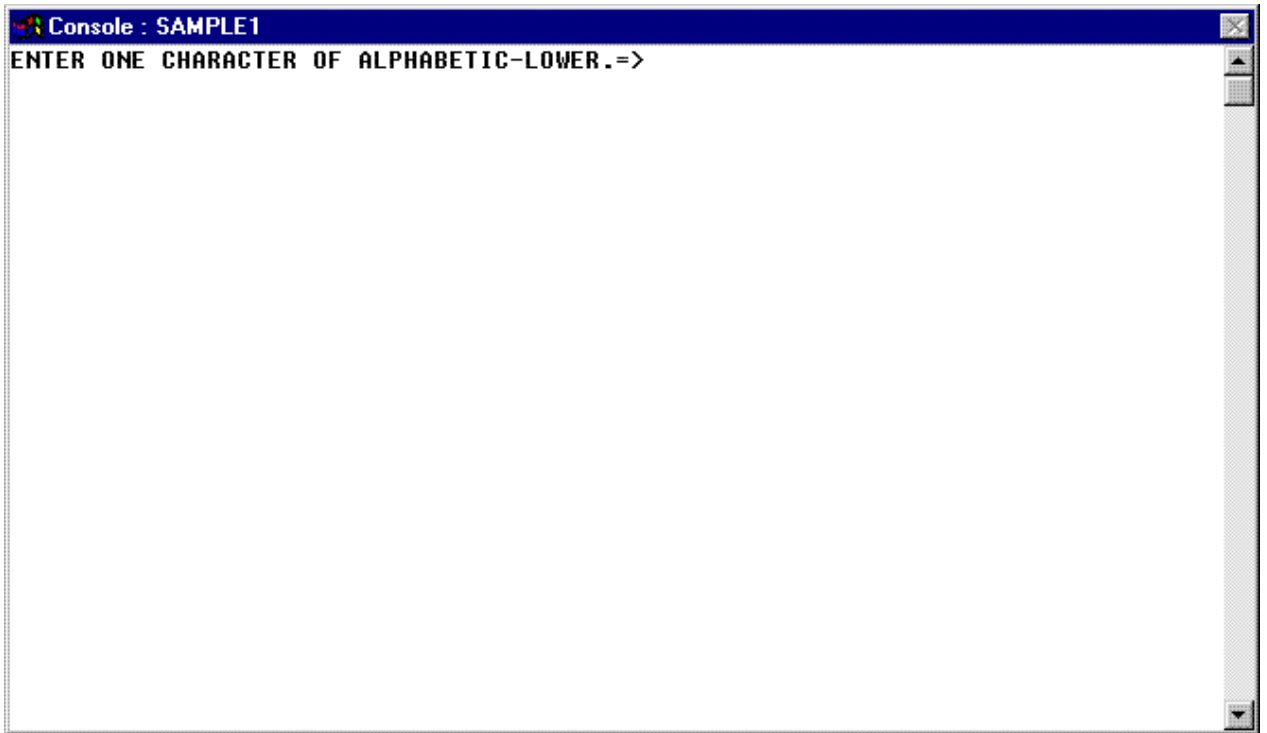 Console : SAMPLE1
ENTER ONE CHARACTER OF ALPHABETIC-LOWER.=>